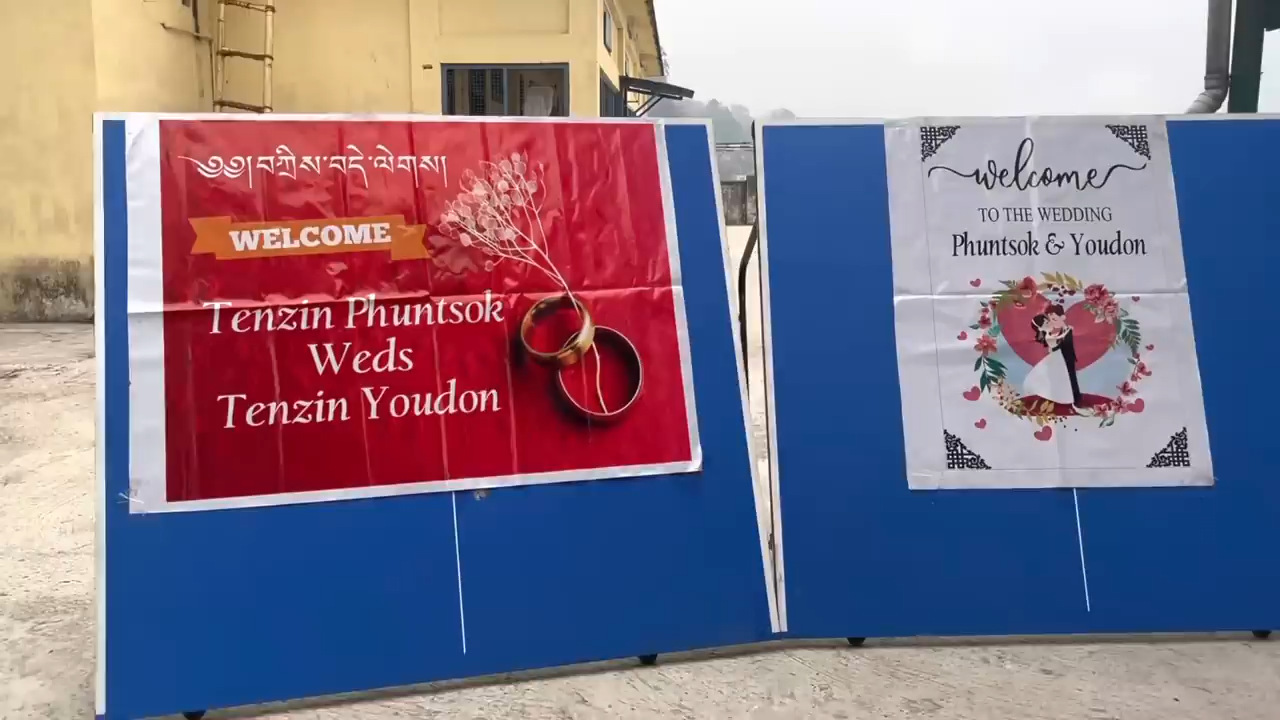 ༄༅།བཀྲིས་བདེ་ལེགས།
WELCOME
Tenzin Phuntsok
Weds
Tenzin Youdon
welcome
TO THE WEDDING
Phuntsok & Youdon